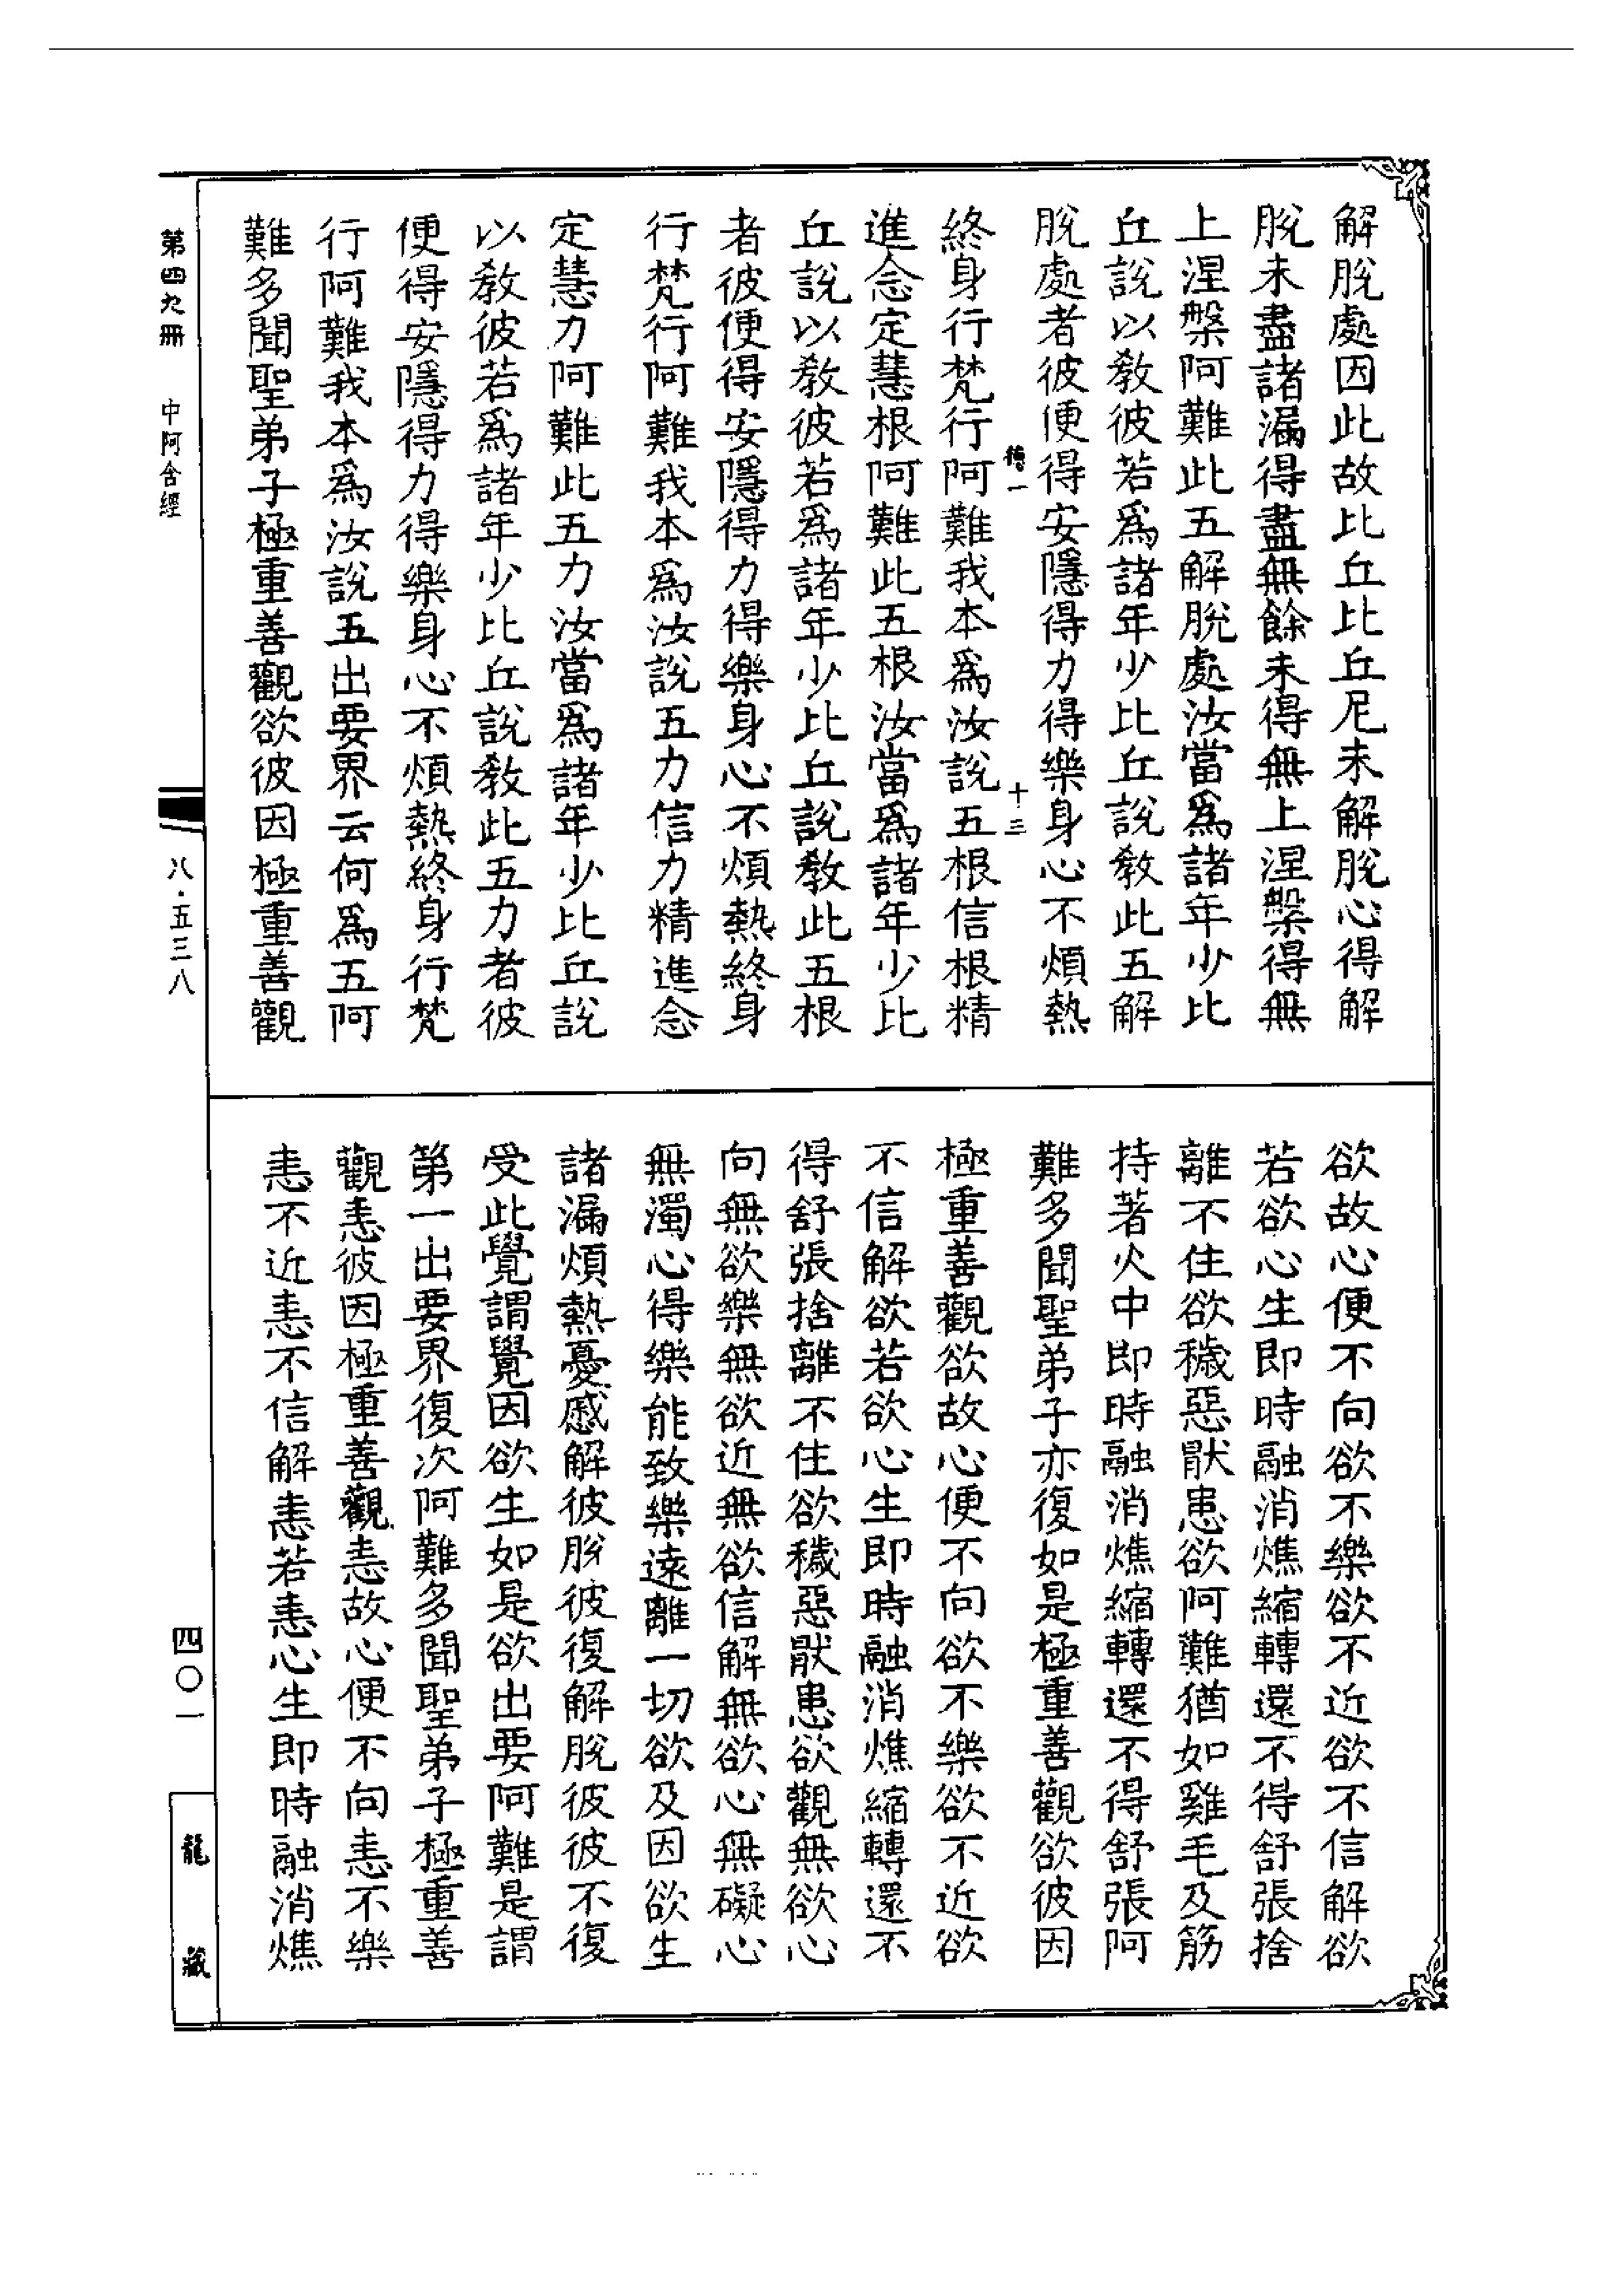 解脫處因此故比丘比丘尼未解脫心得解
脫未盡諸漏得盡無餘未得無上涅槃得無
上涅槃阿難此五解脫處汝當爲諸年少比
丘說以教彼若爲諸年少比丘說教此五解
脫處者彼便得安隱得力得樂身心不煩熱
德一 十三
終身行梵行阿難我本爲汝說五根信根精
進念定慧根阿難此五根汝當爲諸年少比
丘說以教彼若爲諸年少比丘說教此五根
者彼便得安隱得力得樂身心不煩熱終身
行梵行阿難我本爲汝說五力信力精進念
定慧力阿難此五力汝當爲諸年少比丘說
以教彼若爲諸年少比丘說教此五力者彼
便得安隱得力得樂身心不煩熱終身行梵
行阿難我本爲汝說五出要界云何爲五阿
難多聞聖弟子極重善觀欲彼因極重善觀
欲故心便不向欲不樂欲不近欲不信解欲
若欲心生即時融消燋縮轉還不得舒張捨
離不住欲穢惡猒患欲阿難猶如雞毛及筋
持著火中即時融消燋縮轉還不得舒張阿
難多聞聖弟子亦復如是極重善觀欲彼因
極重善觀欲故心便不向欲不樂欲不近欲
不信解欲若欲心生即時融消燋縮轉還不
得舒張捨離不住欲穢惡猒患欲觀無欲心
向無欲樂無欲近無欲信解無欲心無礙心
無濁心得樂能致樂遠離一切欲及因欲生
諸漏煩熱憂慼解彼脫彼復解脫彼彼不復
受此覺謂覺因欲生如是欲出要阿難是謂
第一出要界復次阿難多聞聖弟子極重善
觀恚彼因極重善觀恚故心便不向恚不樂
恚不近恚不信解恚若恚心生即時融消燋
第四九冊 中阿含經
八·五三八
四〇一
龍藏